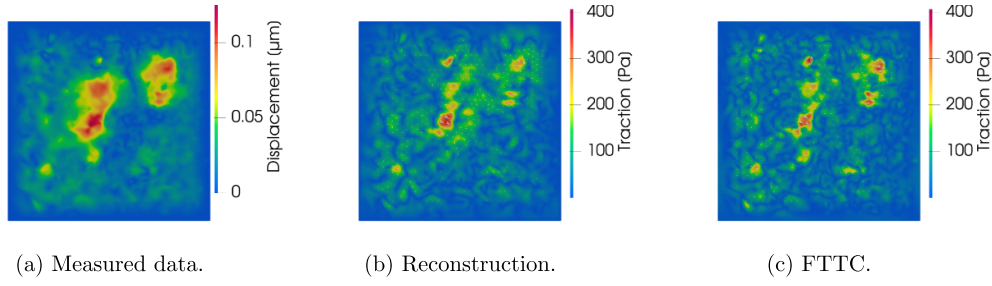 0.1
0.05
0
Displacement (µm)
400
300
200
100
Traction (Pa)
400
300
200
100
Traction (Pa)
(a) Measured data.
(b) Reconstruction.
(c) FTTC.